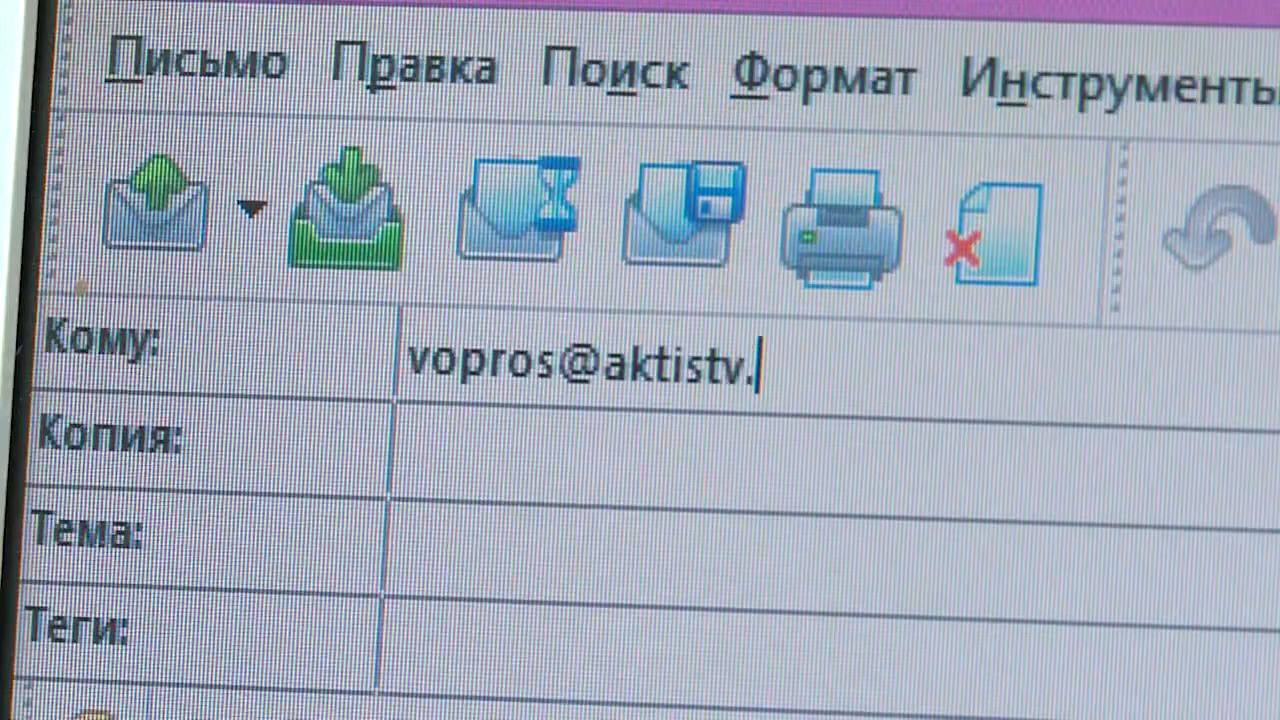 Письмо Правка Поиск Формат Инструменты
Кому: vopros@aktistv.
Копия:
Тема:
Теги: